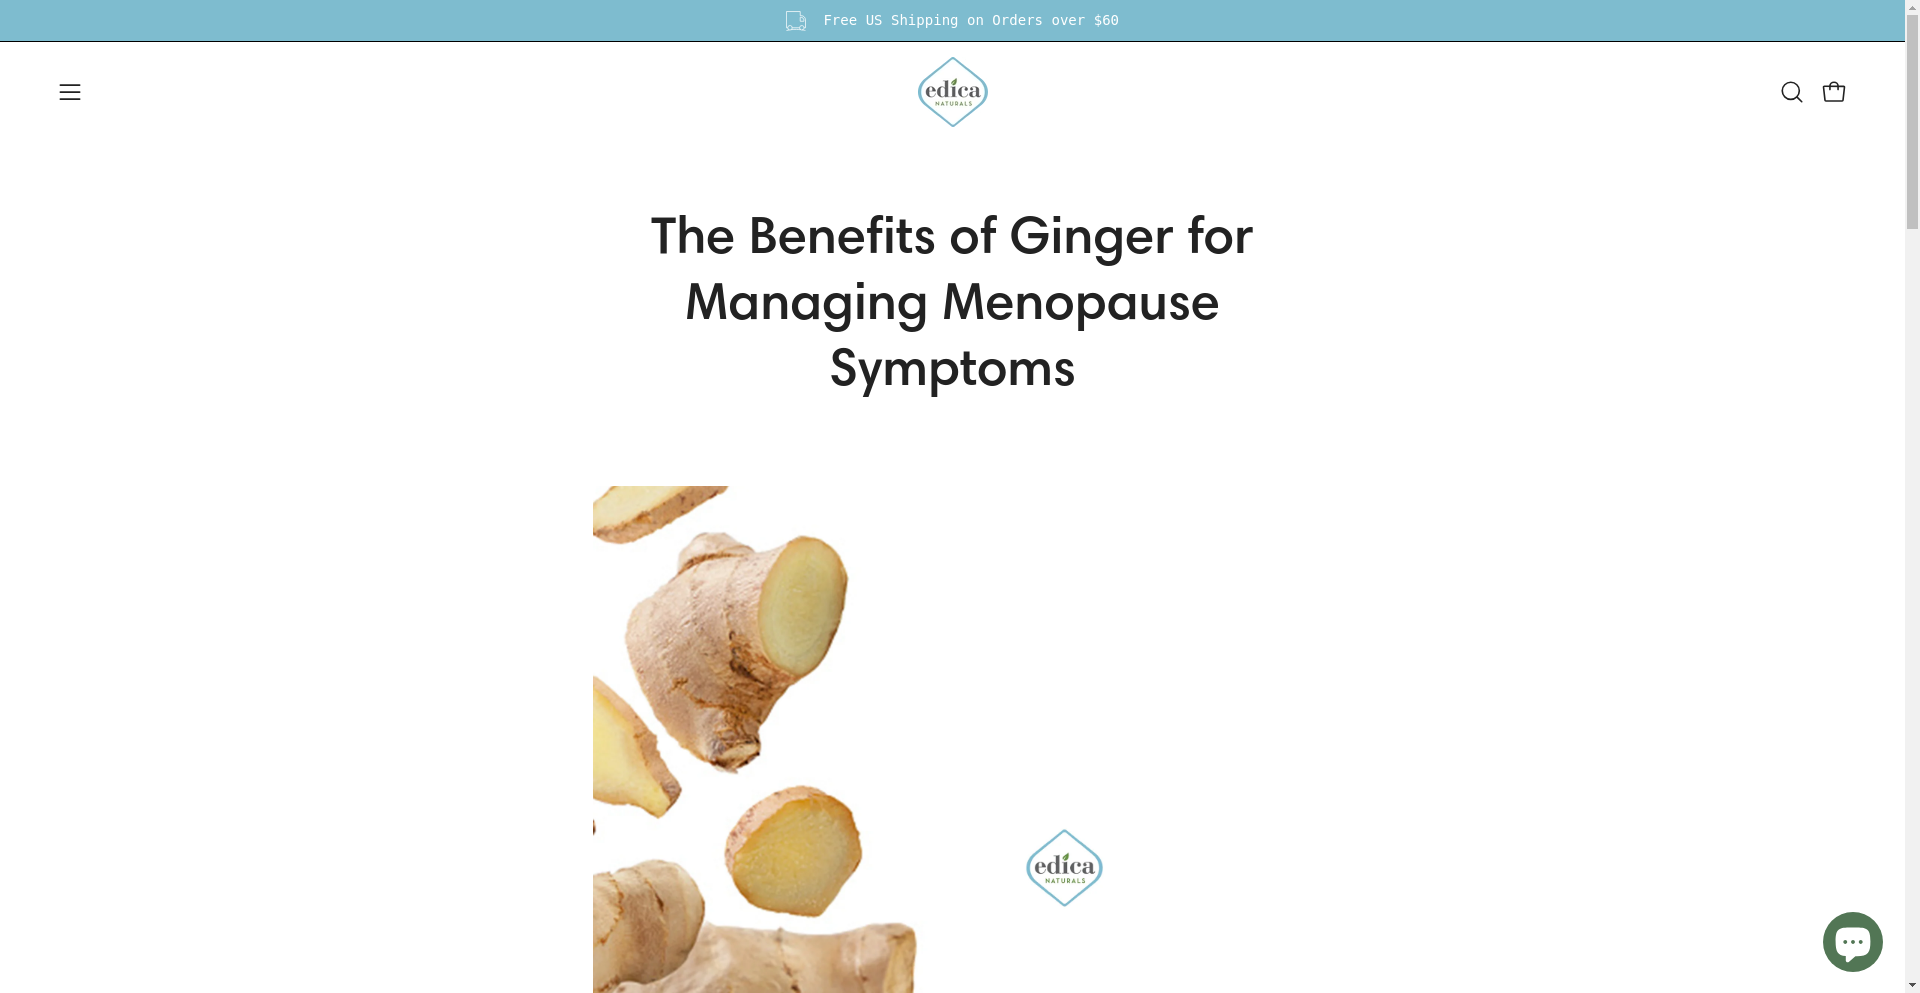 Free US Shipping on Orders over $60
edica
NATURALS
The Benefits of Ginger for
Managing Menopause
Symptoms
edica
NATURALS